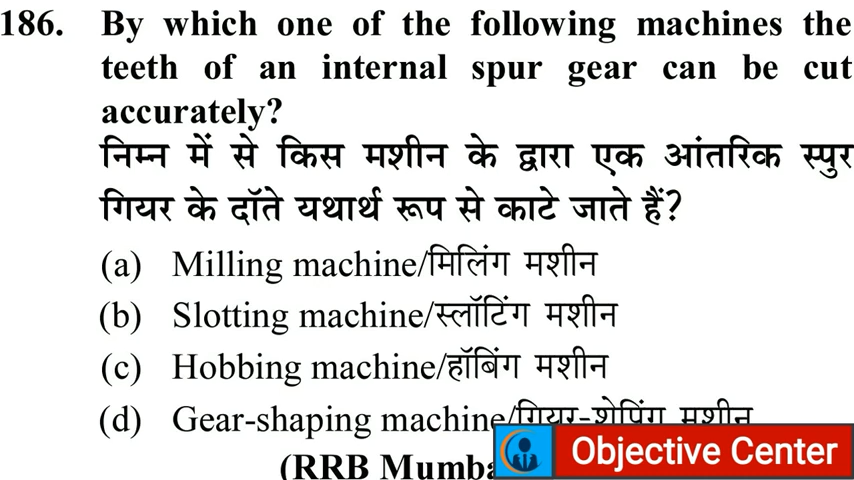 186. By which one of the following machines the
teeth of an internal spur gear can be cut
accurately?
निम्न में से किस मशीन के द्वारा एक आंतरिक स्पुर
गियर के दाँते यथार्थ रूप से काटे जाते हैं?
(a) Milling machine/मिलिंग मशीन
(b) Slotting machine/स्लॉटिंग मशीन
(c) Hobbing machine/हॉबिंग मशीन
(d) Gear-shaping machine/गियर-शेपिंग मशीन
(RRB Mumba
Objective Center